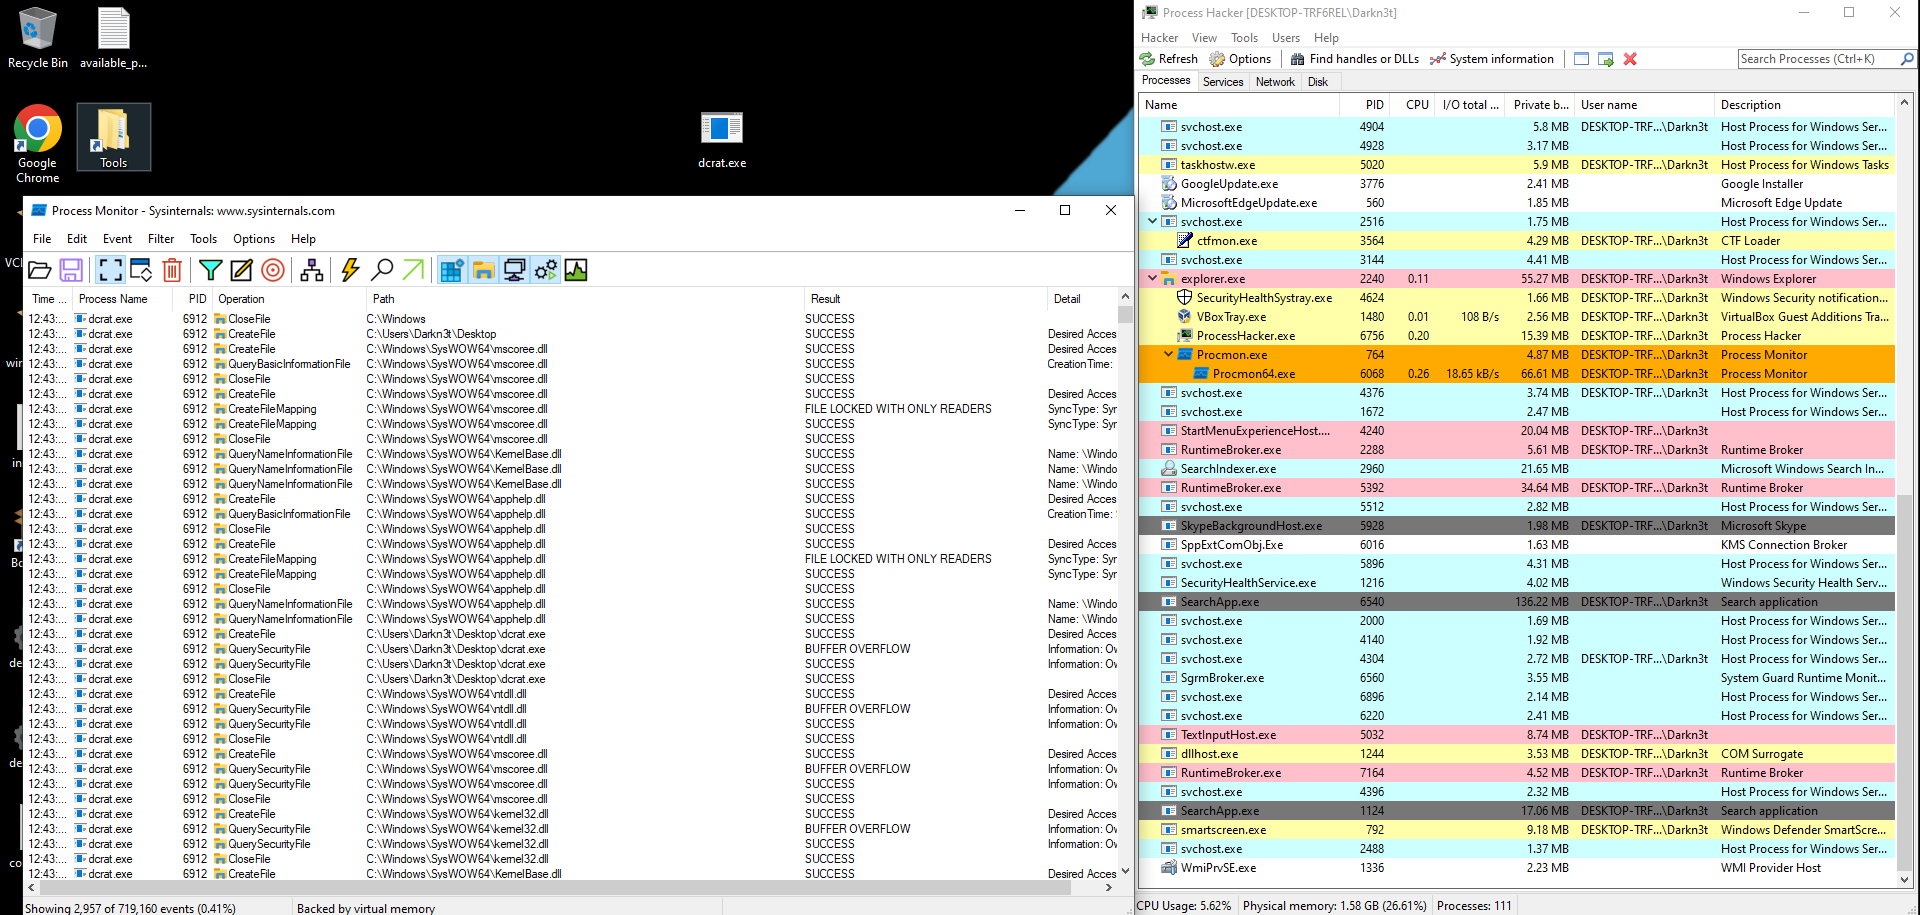 Recycle Bin
available_p...
Google
Chrome
Tools
dcrat.exe
Process Monitor - Sysinternals: www.sysinternals.com
File Edit Event Filter Tools Options Help
Time ... Process Name PID Operation Path Result Detail
12:43:... dcrat.exe 6912 CloseFile C:\Windows SUCCESS
12:43:... dcrat.exe 6912 CreateFile C:\Users\Darkn3t\Desktop SUCCESS Desired Acces
12:43:... dcrat.exe 6912 CreateFile C:\Windows\SysWOW64\mscoree.dll SUCCESS Desired Acces
12:43:... dcrat.exe 6912 QueryBasicInformationFile C:\Windows\SysWOW64\mscoree.dll SUCCESS CreationTime:
12:43:... dcrat.exe 6912 CloseFile C:\Windows\SysWOW64\mscoree.dll SUCCESS
12:43:... dcrat.exe 6912 CreateFile C:\Windows\SysWOW64\mscoree.dll SUCCESS Desired Acces
12:43:... dcrat.exe 6912 CreateFileMapping C:\Windows\SysWOW64\mscoree.dll FILE LOCKED WITH ONLY READERS SyncType: Syr
12:43:... dcrat.exe 6912 CreateFileMapping C:\Windows\SysWOW64\mscoree.dll SUCCESS SyncType: Syr
12:43:... dcrat.exe 6912 CloseFile C:\Windows\SysWOW64\mscoree.dll SUCCESS
12:43:... dcrat.exe 6912 QueryNameInformationFile C:\Windows\SysWOW64\KernelBase.dll SUCCESS Name: \Windo
12:43:... dcrat.exe 6912 QueryNameInformationFile C:\Windows\SysWOW64\KernelBase.dll SUCCESS Name: \Windo
12:43:... dcrat.exe 6912 QueryNameInformationFile C:\Windows\SysWOW64\KernelBase.dll SUCCESS Name: \Windo
12:43:... dcrat.exe 6912 CreateFile C:\Windows\SysWOW64\apphelp.dll SUCCESS Desired Acces
12:43:... dcrat.exe 6912 QueryBasicInformationFile C:\Windows\SysWOW64\apphelp.dll SUCCESS CreationTime:
12:43:... dcrat.exe 6912 CloseFile C:\Windows\SysWOW64\apphelp.dll SUCCESS
12:43:... dcrat.exe 6912 CreateFile C:\Windows\SysWOW64\apphelp.dll SUCCESS Desired Acces
12:43:... dcrat.exe 6912 CreateFileMapping C:\Windows\SysWOW64\apphelp.dll FILE LOCKED WITH ONLY READERS SyncType: Syr
12:43:... dcrat.exe 6912 CreateFileMapping C:\Windows\SysWOW64\apphelp.dll SUCCESS SyncType: Syr
12:43:... dcrat.exe 6912 CloseFile C:\Windows\SysWOW64\apphelp.dll SUCCESS
12:43:... dcrat.exe 6912 QueryNameInformationFile C:\Windows\SysWOW64\apphelp.dll SUCCESS Name: \Windo
12:43:... dcrat.exe 6912 QueryNameInformationFile C:\Windows\SysWOW64\apphelp.dll SUCCESS Name: \Windo
12:43:... dcrat.exe 6912 CreateFile C:\Users\Darkn3t\Desktop\dcrat.exe SUCCESS Desired Acces
12:43:... dcrat.exe 6912 QuerySecurityFile C:\Users\Darkn3t\Desktop\dcrat.exe BUFFER OVERFLOW Information: Ow
12:43:... dcrat.exe 6912 QuerySecurityFile C:\Users\Darkn3t\Desktop\dcrat.exe SUCCESS Information: Ow
12:43:... dcrat.exe 6912 CloseFile C:\Users\Darkn3t\Desktop\dcrat.exe SUCCESS
12:43:... dcrat.exe 6912 CreateFile C:\Windows\SysWOW64\ntdll.dll SUCCESS Desired Acces
12:43:... dcrat.exe 6912 QuerySecurityFile C:\Windows\SysWOW64\ntdll.dll BUFFER OVERFLOW Information: Ow
12:43:... dcrat.exe 6912 QuerySecurityFile C:\Windows\SysWOW64\ntdll.dll SUCCESS Information: Ow
12:43:... dcrat.exe 6912 CloseFile C:\Windows\SysWOW64\ntdll.dll SUCCESS
12:43:... dcrat.exe 6912 CreateFile C:\Windows\SysWOW64\mscoree.dll SUCCESS Desired Acces
12:43:... dcrat.exe 6912 QuerySecurityFile C:\Windows\SysWOW64\mscoree.dll BUFFER OVERFLOW Information: Ow
12:43:... dcrat.exe 6912 QuerySecurityFile C:\Windows\SysWOW64\mscoree.dll SUCCESS Information: Ow
12:43:... dcrat.exe 6912 CloseFile C:\Windows\SysWOW64\mscoree.dll SUCCESS
12:43:... dcrat.exe 6912 CreateFile C:\Windows\SysWOW64\kernel32.dll SUCCESS Desired Acces
12:43:... dcrat.exe 6912 QuerySecurityFile C:\Windows\SysWOW64\kernel32.dll BUFFER OVERFLOW Information: Ow
12:43:... dcrat.exe 6912 QuerySecurityFile C:\Windows\SysWOW64\kernel32.dll SUCCESS Information: Ow
12:43:... dcrat.exe 6912 CloseFile C:\Windows\SysWOW64\kernel32.dll SUCCESS
12:43:... dcrat.exe 6912 CreateFile C:\Windows\SysWOW64\KernelBase.dll SUCCESS Desired Acces
Showing 2,957 of 719,160 events (0.41%) Backed by virtual memory
Process Hacker [DESKTOP-TRF6REL\Darkn3t]
Hacker View Tools Users Help
Refresh Options Find handles or DLLs System information Search Processes (Ctrl+K)
Processes Services Network Disk
Name PID CPU I/O total ... Private b... User name Description
svchost.exe 4904 5.8 MB DESKTOP-TRF...\Darkn3t Host Process for Windows Ser...
svchost.exe 4928 3.17 MB Host Process for Windows Ser...
taskhostw.exe 5020 5.9 MB DESKTOP-TRF...\Darkn3t Host Process for Windows Tasks
GoogleUpdate.exe 3776 2.41 MB Google Installer
MicrosoftEdgeUpdate.exe 560 1.85 MB Microsoft Edge Update
svchost.exe 2516 1.75 MB Host Process for Windows Ser...
ctfmon.exe 3564 4.29 MB DESKTOP-TRF...\Darkn3t CTF Loader
svchost.exe 3144 4.41 MB Host Process for Windows Ser...
explorer.exe 2240 0.11 55.27 MB DESKTOP-TRF...\Darkn3t Windows Explorer
SecurityHealthSystray.exe 4624 1.66 MB DESKTOP-TRF...\Darkn3t Windows Security notification...
VBoxTray.exe 1480 0.01 108 B/s 2.56 MB DESKTOP-TRF...\Darkn3t VirtualBox Guest Additions Tra...
ProcessHacker.exe 6756 0.20 15.39 MB DESKTOP-TRF...\Darkn3t Process Hacker
Procmon.exe 764 4.87 MB DESKTOP-TRF...\Darkn3t Process Monitor
Procmon64.exe 6068 0.26 18.65 kB/s 66.61 MB DESKTOP-TRF...\Darkn3t Process Monitor
svchost.exe 4376 3.74 MB DESKTOP-TRF...\Darkn3t Host Process for Windows Ser...
svchost.exe 1672 2.47 MB Host Process for Windows Ser...
StartMenuExperienceHost.... 4240 20.04 MB DESKTOP-TRF...\Darkn3t
RuntimeBroker.exe 2288 5.61 MB DESKTOP-TRF...\Darkn3t Runtime Broker
SearchIndexer.exe 2960 21.65 MB Microsoft Windows Search In...
RuntimeBroker.exe 5392 34.64 MB DESKTOP-TRF...\Darkn3t Runtime Broker
svchost.exe 5512 2.82 MB Host Process for Windows Ser...
SkypeBackgroundHost.exe 5928 1.98 MB DESKTOP-TRF...\Darkn3t Microsoft Skype
SppExtComObj.Exe 6016 1.63 MB KMS Connection Broker
svchost.exe 5896 4.31 MB Host Process for Windows Ser...
SecurityHealthService.exe 1216 4.02 MB Windows Security Health Serv...
SearchApp.exe 6540 136.22 MB DESKTOP-TRF...\Darkn3t Search application
svchost.exe 2000 1.69 MB Host Process for Windows Ser...
svchost.exe 4140 1.92 MB Host Process for Windows Ser...
svchost.exe 4304 2.72 MB DESKTOP-TRF...\Darkn3t Host Process for Windows Ser...
SgrmBroker.exe 6560 3.55 MB System Guard Runtime Monit...
svchost.exe 6896 2.14 MB Host Process for Windows Ser...
svchost.exe 6220 2.41 MB Host Process for Windows Ser...
TextInputHost.exe 5032 8.74 MB DESKTOP-TRF...\Darkn3t
dllhost.exe 1244 3.53 MB DESKTOP-TRF...\Darkn3t COM Surrogate
RuntimeBroker.exe 7164 4.52 MB DESKTOP-TRF...\Darkn3t Runtime Broker
svchost.exe 4396 2.32 MB Host Process for Windows Ser...
SearchApp.exe 1124 17.06 MB DESKTOP-TRF...\Darkn3t Search application
smartscreen.exe 792 9.18 MB DESKTOP-TRF...\Darkn3t Windows Defender SmartScre...
svchost.exe 2488 1.37 MB Host Process for Windows Ser...
WmiPrvSE.exe 1336 2.23 MB WMI Provider Host
CPU Usage: 5.62% Physical memory: 1.58 GB (26.61%) Processes: 111